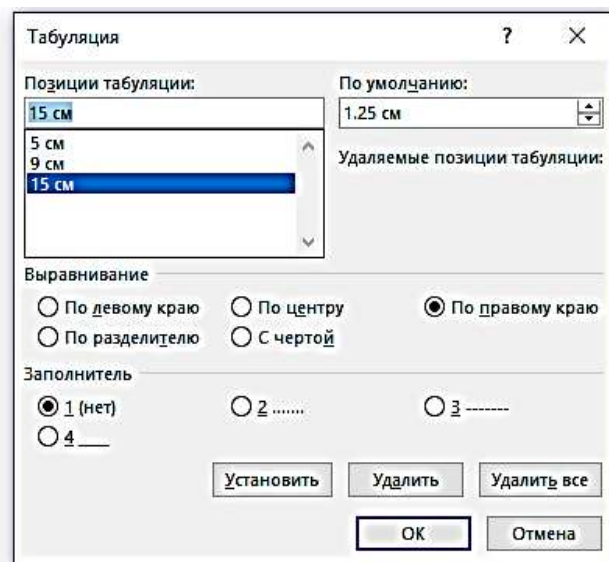 Табуляция ? ×
Позиции табуляции: По умолчанию:
15 см 1.25 см
5 см
9 см
15 см
Удаляемые позиции табуляции:
Выравнивание
По левому краю По центру По правому краю
По разделителю С чертой
Заполнитель
1 (нет) 2 ....... 3 -------
4 ___
Установить Удалить Удалить все
ОК Отмена